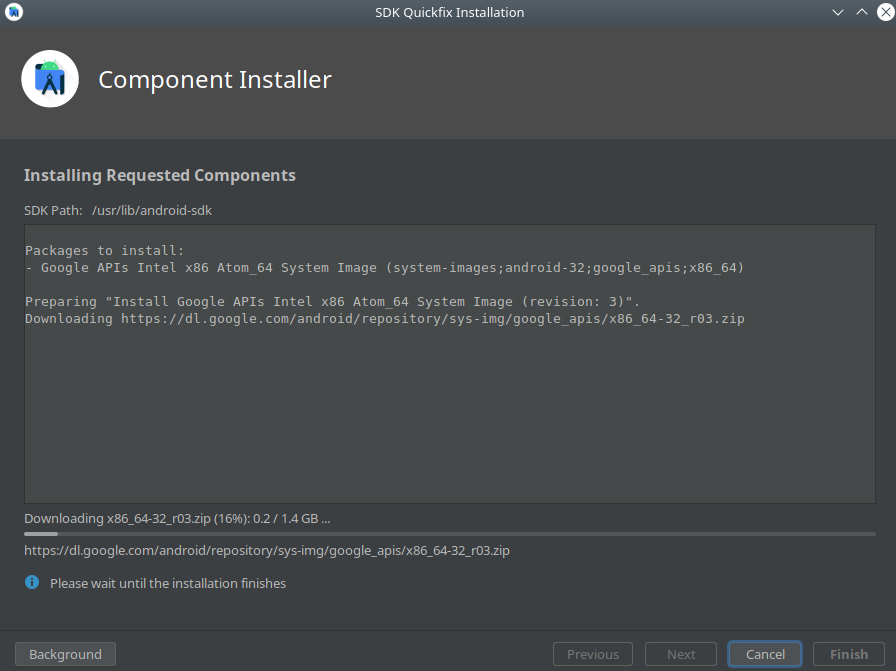 SDK Quickfix Installation
Component Installer
Installing Requested Components
SDK Path: /usr/lib/android-sdk
Packages to install:
- Google APIs Intel x86 Atom_64 System Image (system-images;android-32;google_apis;x86_64)
Preparing "Install Google APIs Intel x86 Atom_64 System Image (revision: 3)".
Downloading https://dl.google.com/android/repository/sys-img/google_apis/x86_64-32_r03.zip
Downloading x86_64-32_r03.zip (16%): 0.2 / 1.4 GB ...
https://dl.google.com/android/repository/sys-img/google_apis/x86_64-32_r03.zip
Please wait until the installation finishes
Background Previous Next Cancel Finish